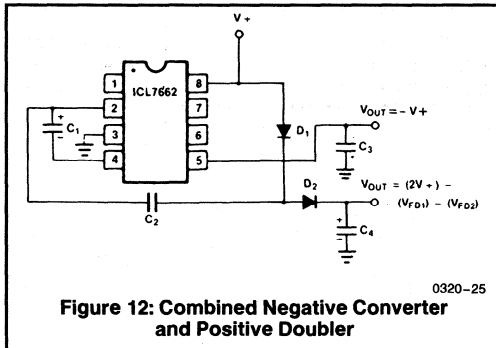 V +
1
ICL7662
8
2
7
3
6
4
5
+
C1
-
D1
VOUT = - V+
C3
-
D2
VOUT = (2V +) -
(VFD1) - (VFD2)
C2
+
C4
-
0320-25
Figure 12: Combined Negative Converter
and Positive Doubler